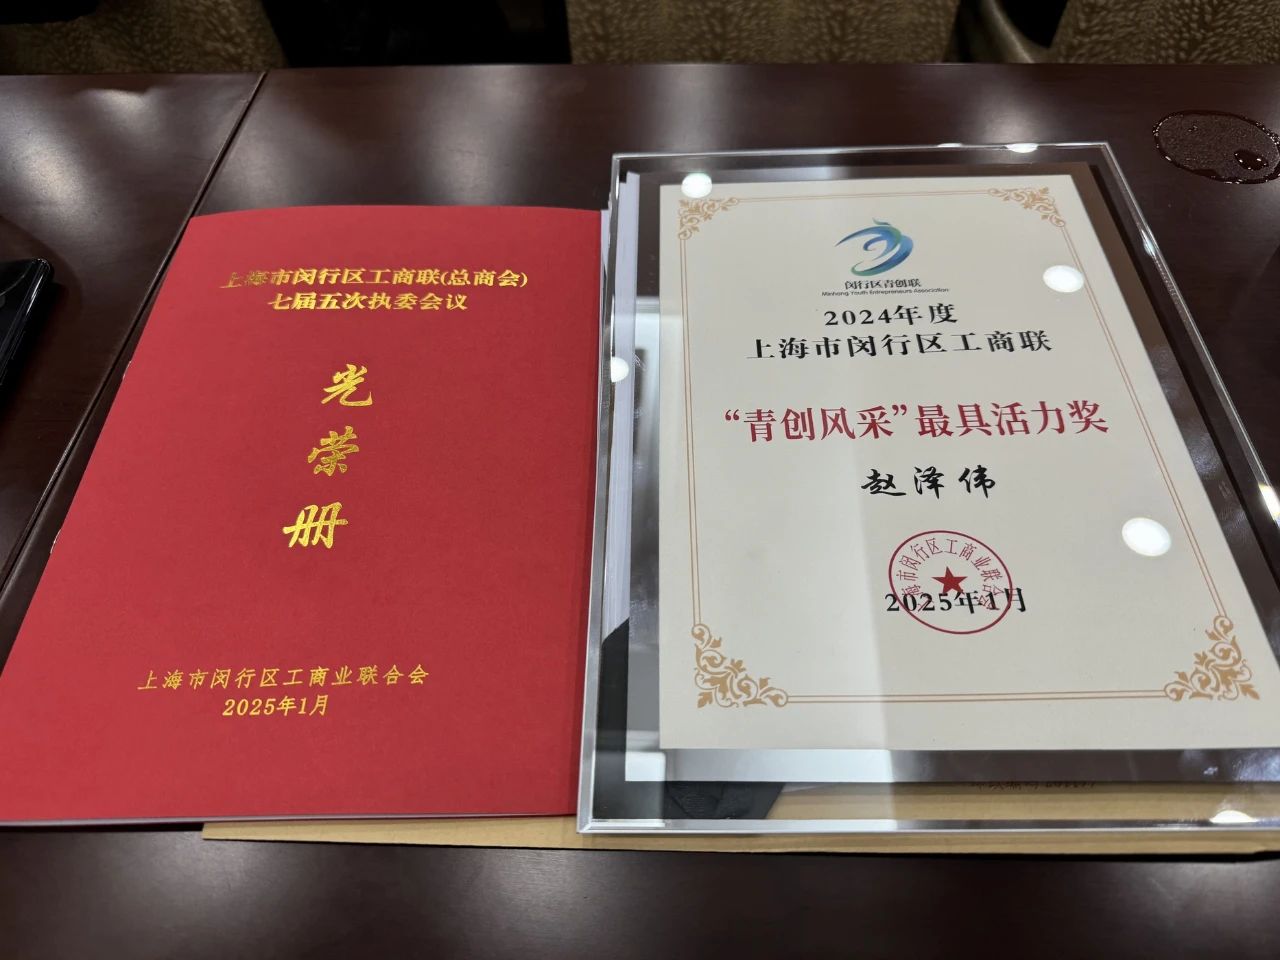 上海市闵行区工商联(总商会)
七届五次执委会议
光
荣
册
上海市闵行区工商业联合会
2025年1月
闵行区青创联
Minhang Youth Entrepreneurs Association
2024年度
上海市闵行区工商联
“青创风采”最具活力奖
赵泽伟
上海市闵行区工商业联合会
2025年1月